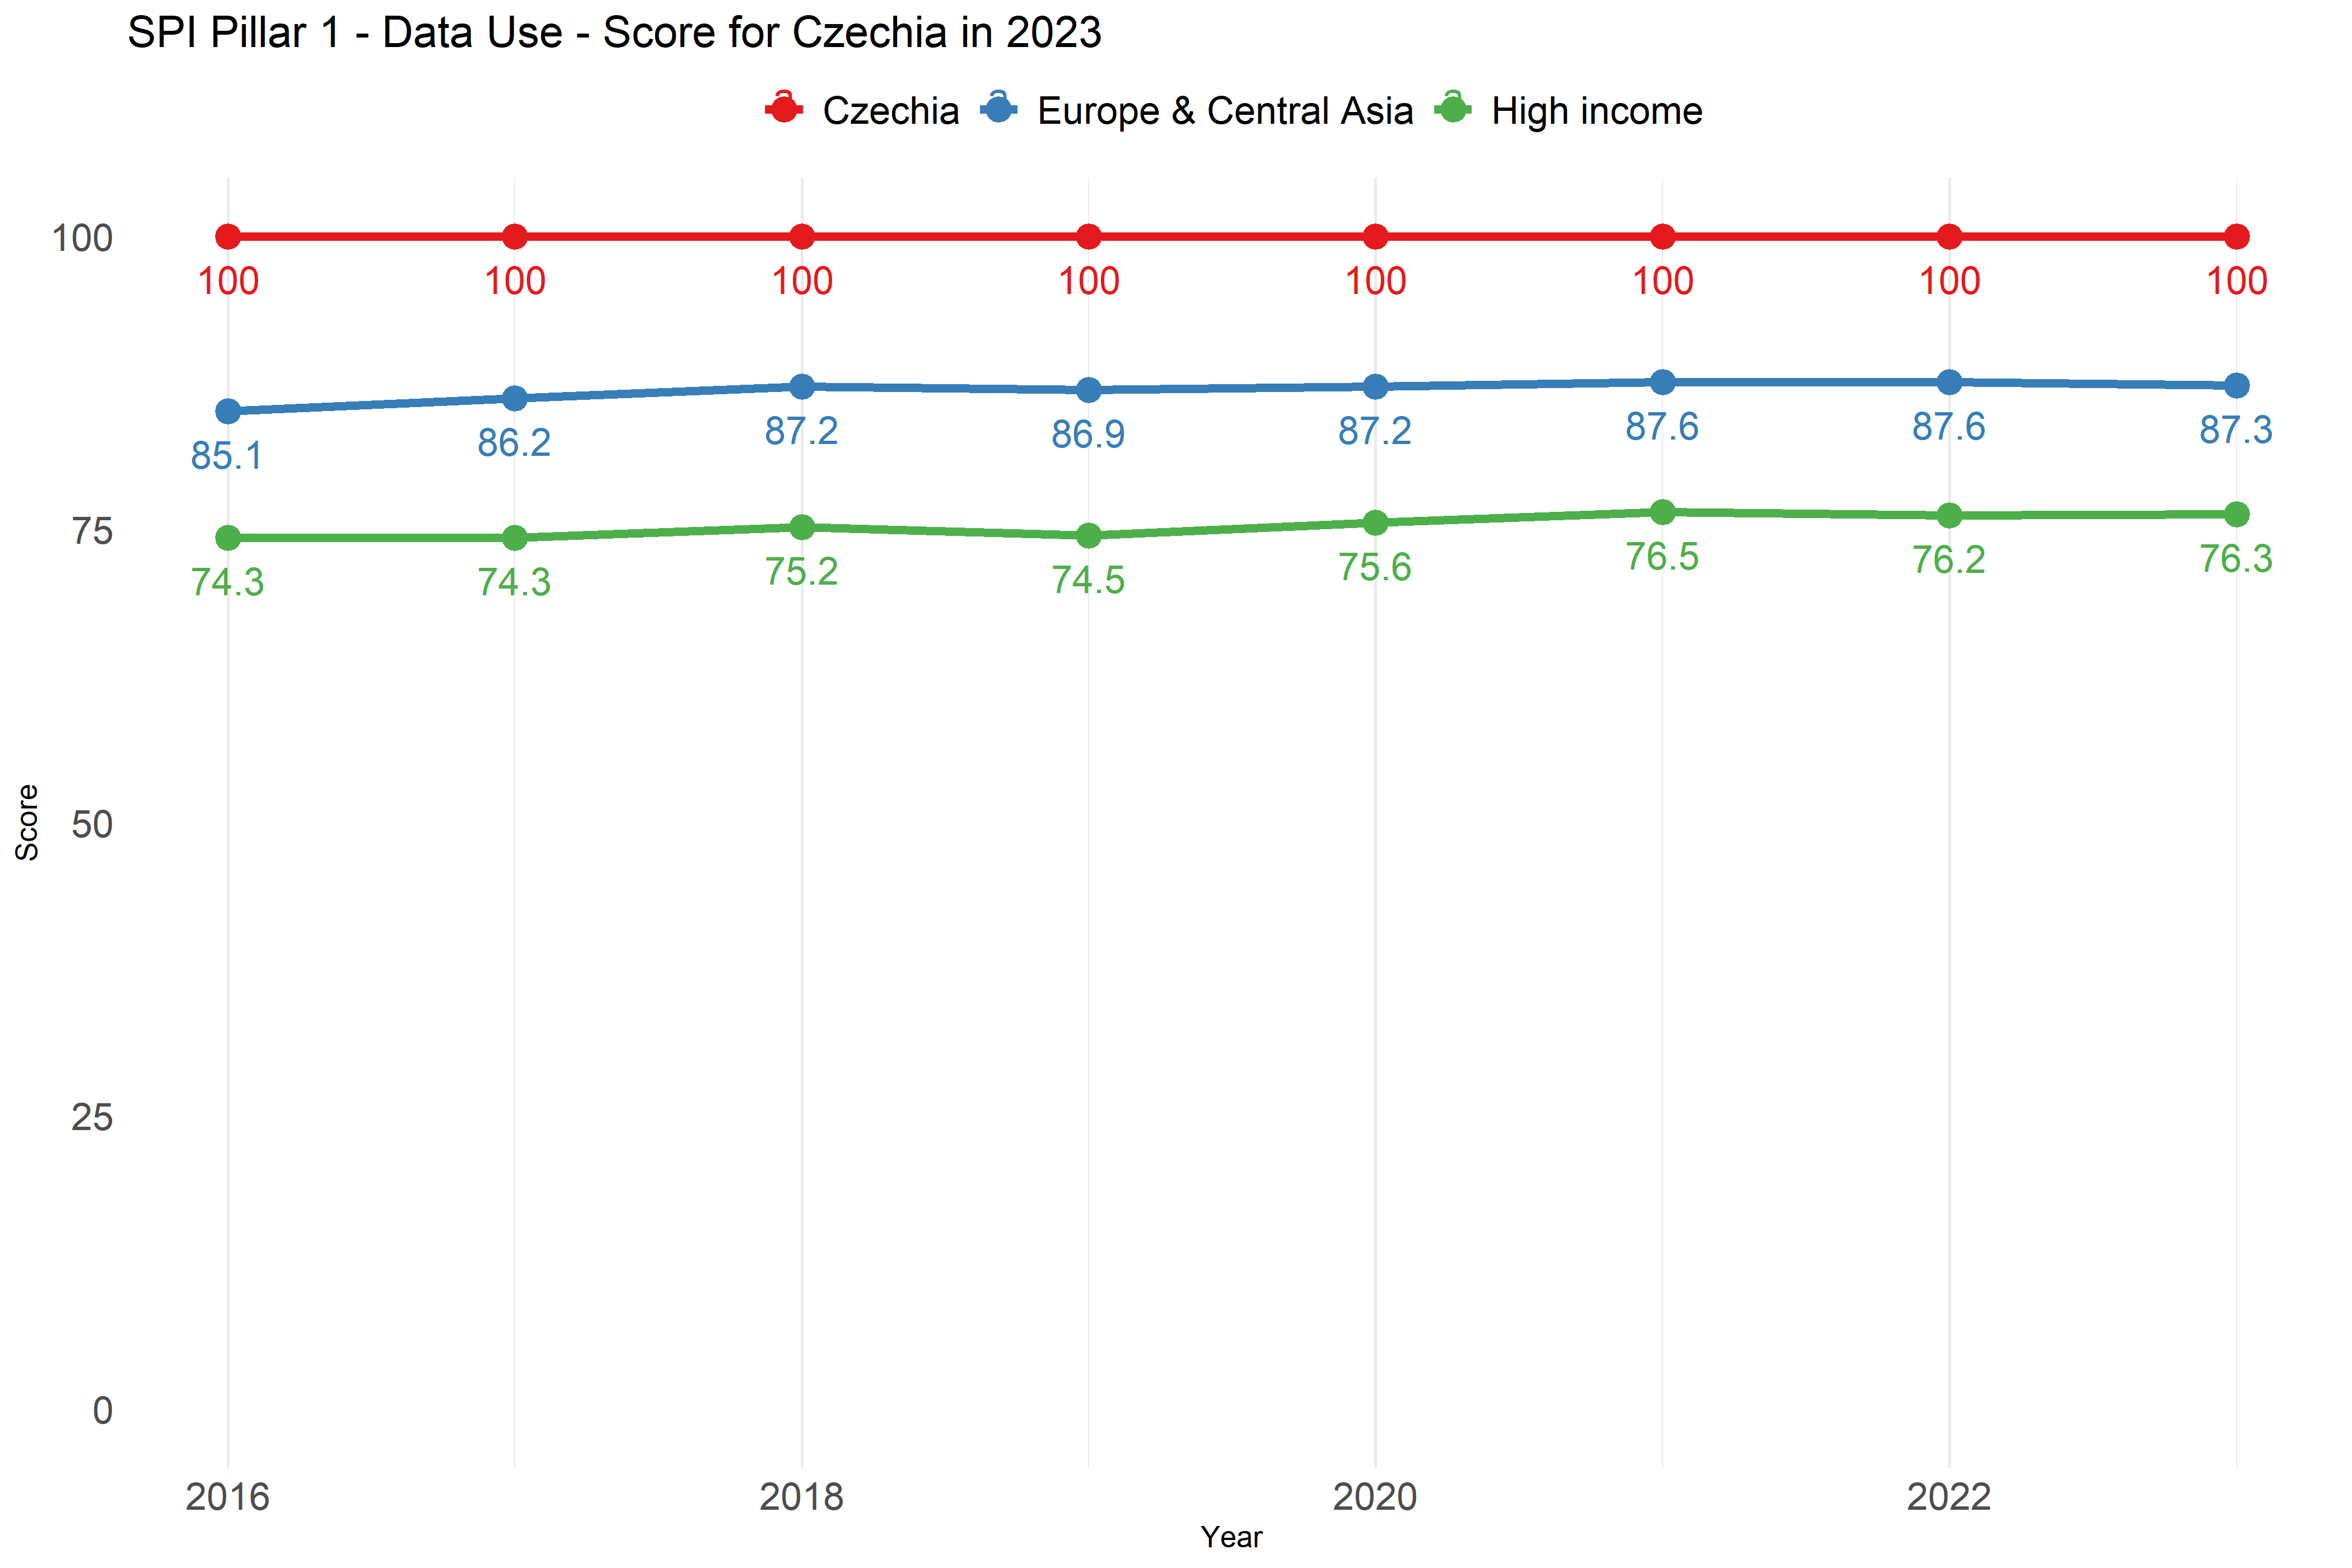 SPI Pillar 1 - Data Use - Score for Czechia in 2023
Czechia Europe & Central Asia High income
100
100 100 100 100 100 100 100 100
85.1 86.2 87.2 86.9 87.2 87.6 87.6 87.3
75
74.3 74.3 75.2 74.5 75.6 76.5 76.2 76.3
50
Score
25
0
2016 2018 2020 2022
Year